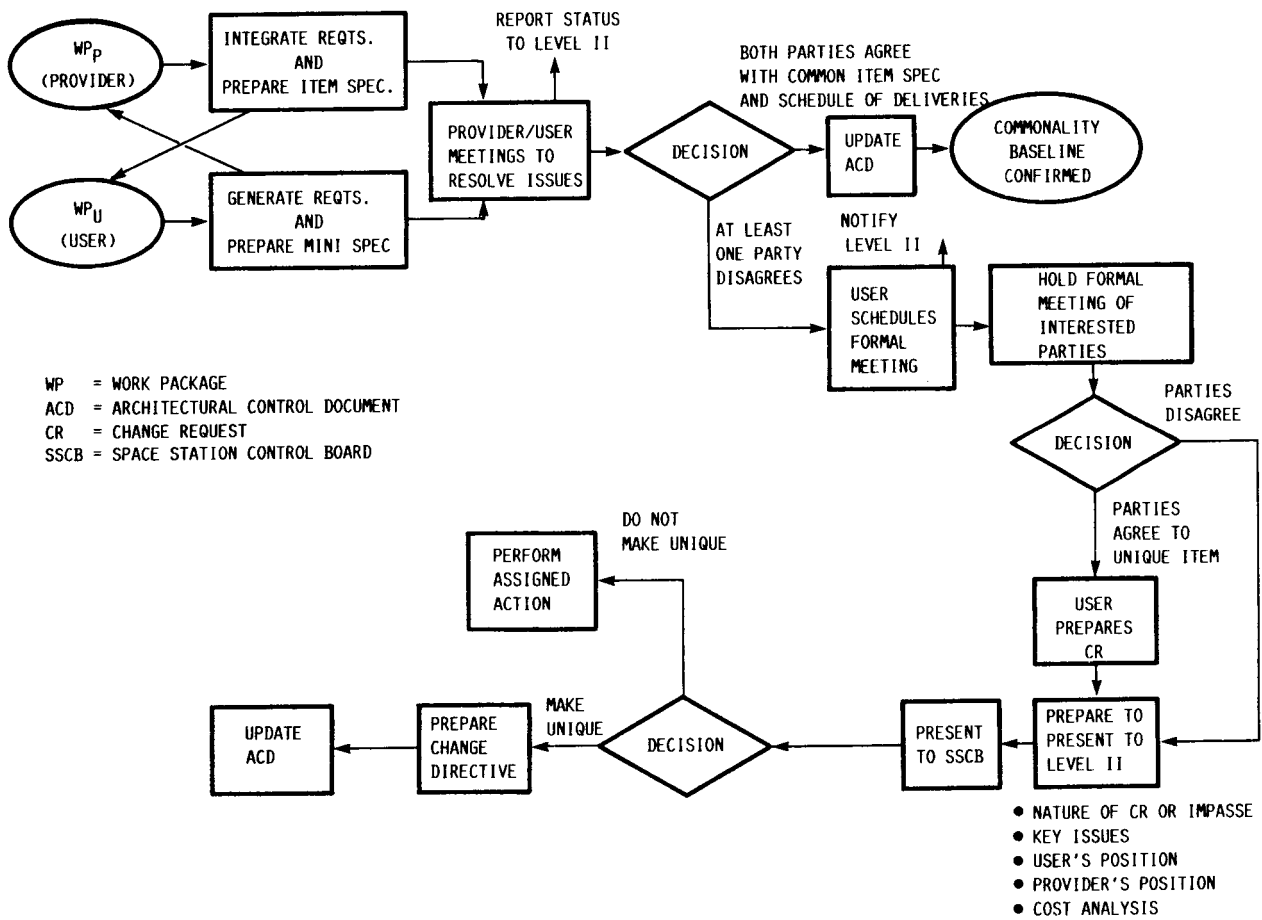 WPP
(PROVIDER)
INTEGRATE REQTS.
AND
PREPARE ITEM SPEC.
REPORT STATUS
TO LEVEL II
BOTH PARTIES AGREE
WITH COMMON ITEM SPEC
AND SCHEDULE OF DELIVERIES
PROVIDER/USER
MEETINGS TO
RESOLVE ISSUES
DECISION
UPDATE
ACD
COMMONALITY
BASELINE
CONFIRMED
WPU
(USER)
GENERATE REQTS.
AND
PREPARE MINI SPEC
AT LEAST
ONE PARTY
DISAGREES
NOTIFY
LEVEL II
USER
SCHEDULES
FORMAL
MEETING
HOLD FORMAL
MEETING OF
INTERESTED
PARTIES
WP = WORK PACKAGE
ACD = ARCHITECTURAL CONTROL DOCUMENT
CR = CHANGE REQUEST
SSCB = SPACE STATION CONTROL BOARD
PARTIES
DISAGREE
DECISION
PARTIES
AGREE TO
UNIQUE ITEM
DO NOT
MAKE UNIQUE
PERFORM
ASSIGNED
ACTION
USER
PREPARES
CR
UPDATE
ACD
PREPARE
CHANGE
DIRECTIVE
MAKE
UNIQUE
DECISION
PRESENT
TO SSCB
PREPARE TO
PRESENT TO
LEVEL II
● NATURE OF CR OR IMPASSE
● KEY ISSUES
● USER'S POSITION
● PROVIDER'S POSITION
● COST ANALYSIS